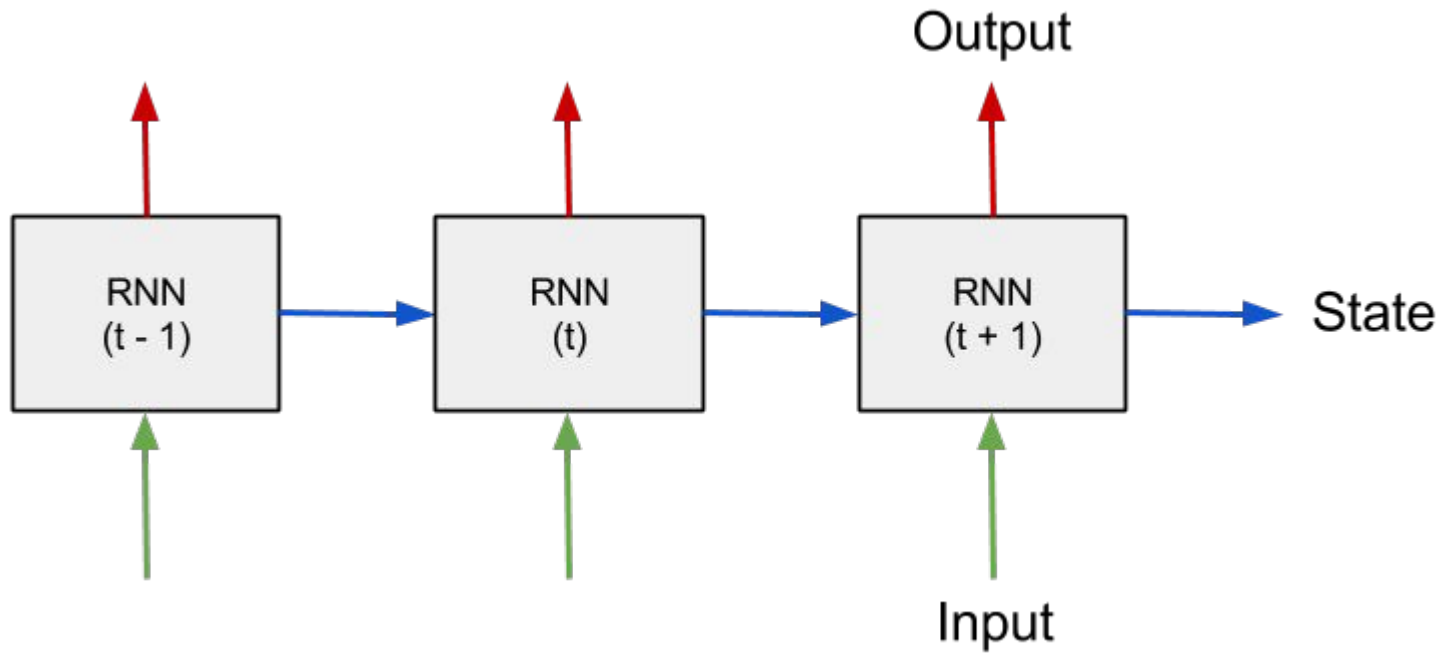 Output
RNN
(t - 1)
RNN
(t)
RNN
(t + 1)
State
Input